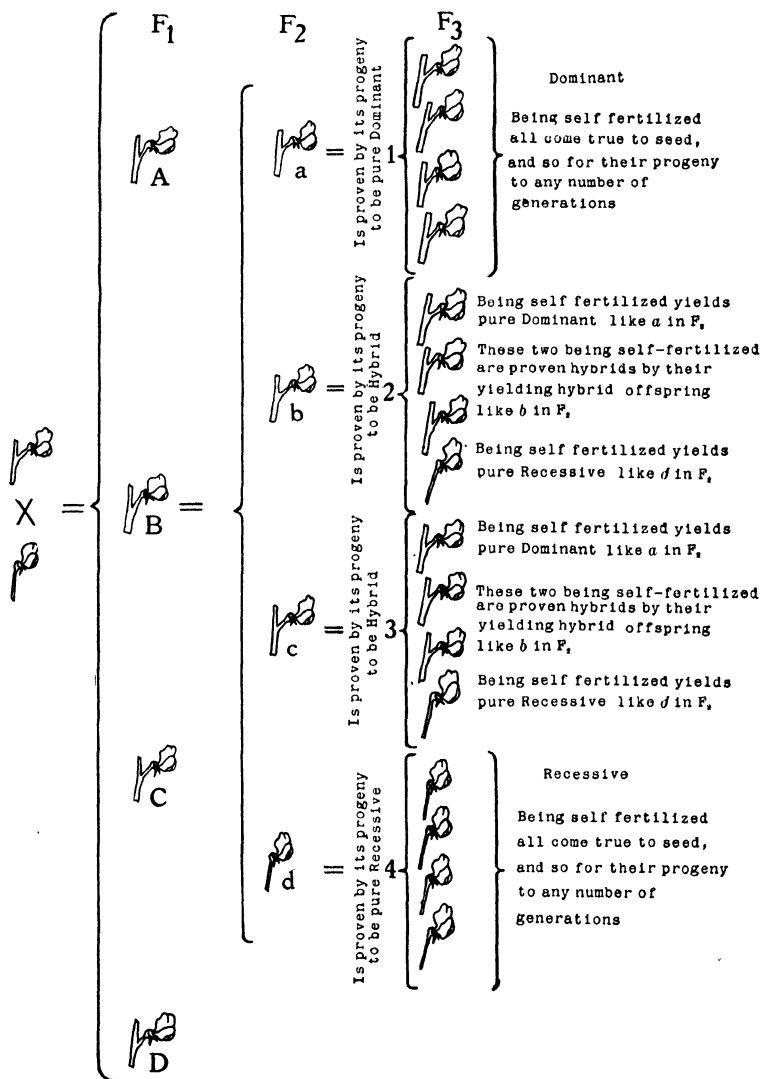 F1 F2 F3
A
a
=
Is proven by its progeny
to be pure Dominant
1
Dominant
Being self fertilized
all come true to seed,
and so for their progeny
to any number of
generations
b
=
Is proven by its progeny
to be Hybrid
2
Being self fertilized yields
pure Dominant like a in F₂
These two being self-fertilized
are proven hybrids by their
yielding hybrid offspring
like b in F₂
Being self fertilized yields
pure Recessive like d in F₂
X =
B =
c
=
Is proven by its progeny
to be Hybrid
3
Being self fertilized yields
pure Dominant like a in F₂
These two being self-fertilized
are proven hybrids by their
yielding hybrid offspring
like b in F₂
Being self fertilized yields
pure Recessive like d in F₂
C
d
=
Is proven by its progeny
to be pure Recessive
4
Recessive
Being self fertilized
all come true to seed,
and so for their progeny
to any number of
generations
D